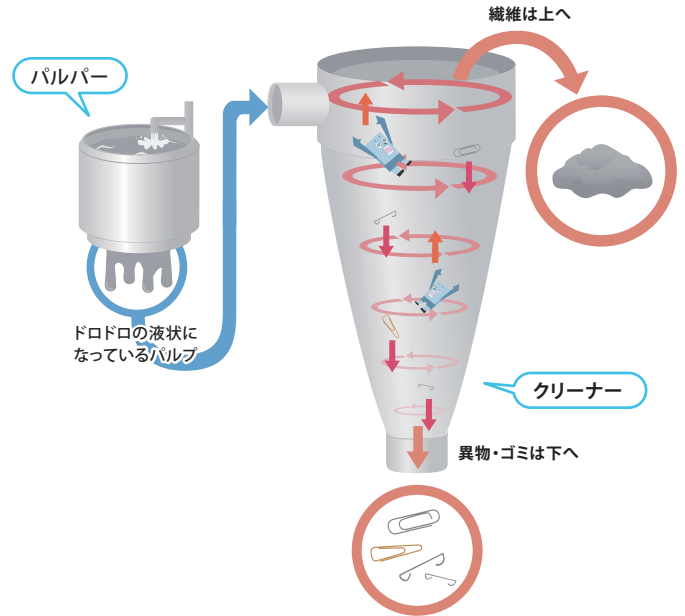 繊維は上へ
パルパー
ドロドロの液状に
なっているパルプ
クリーナー
異物・ゴミは下へ